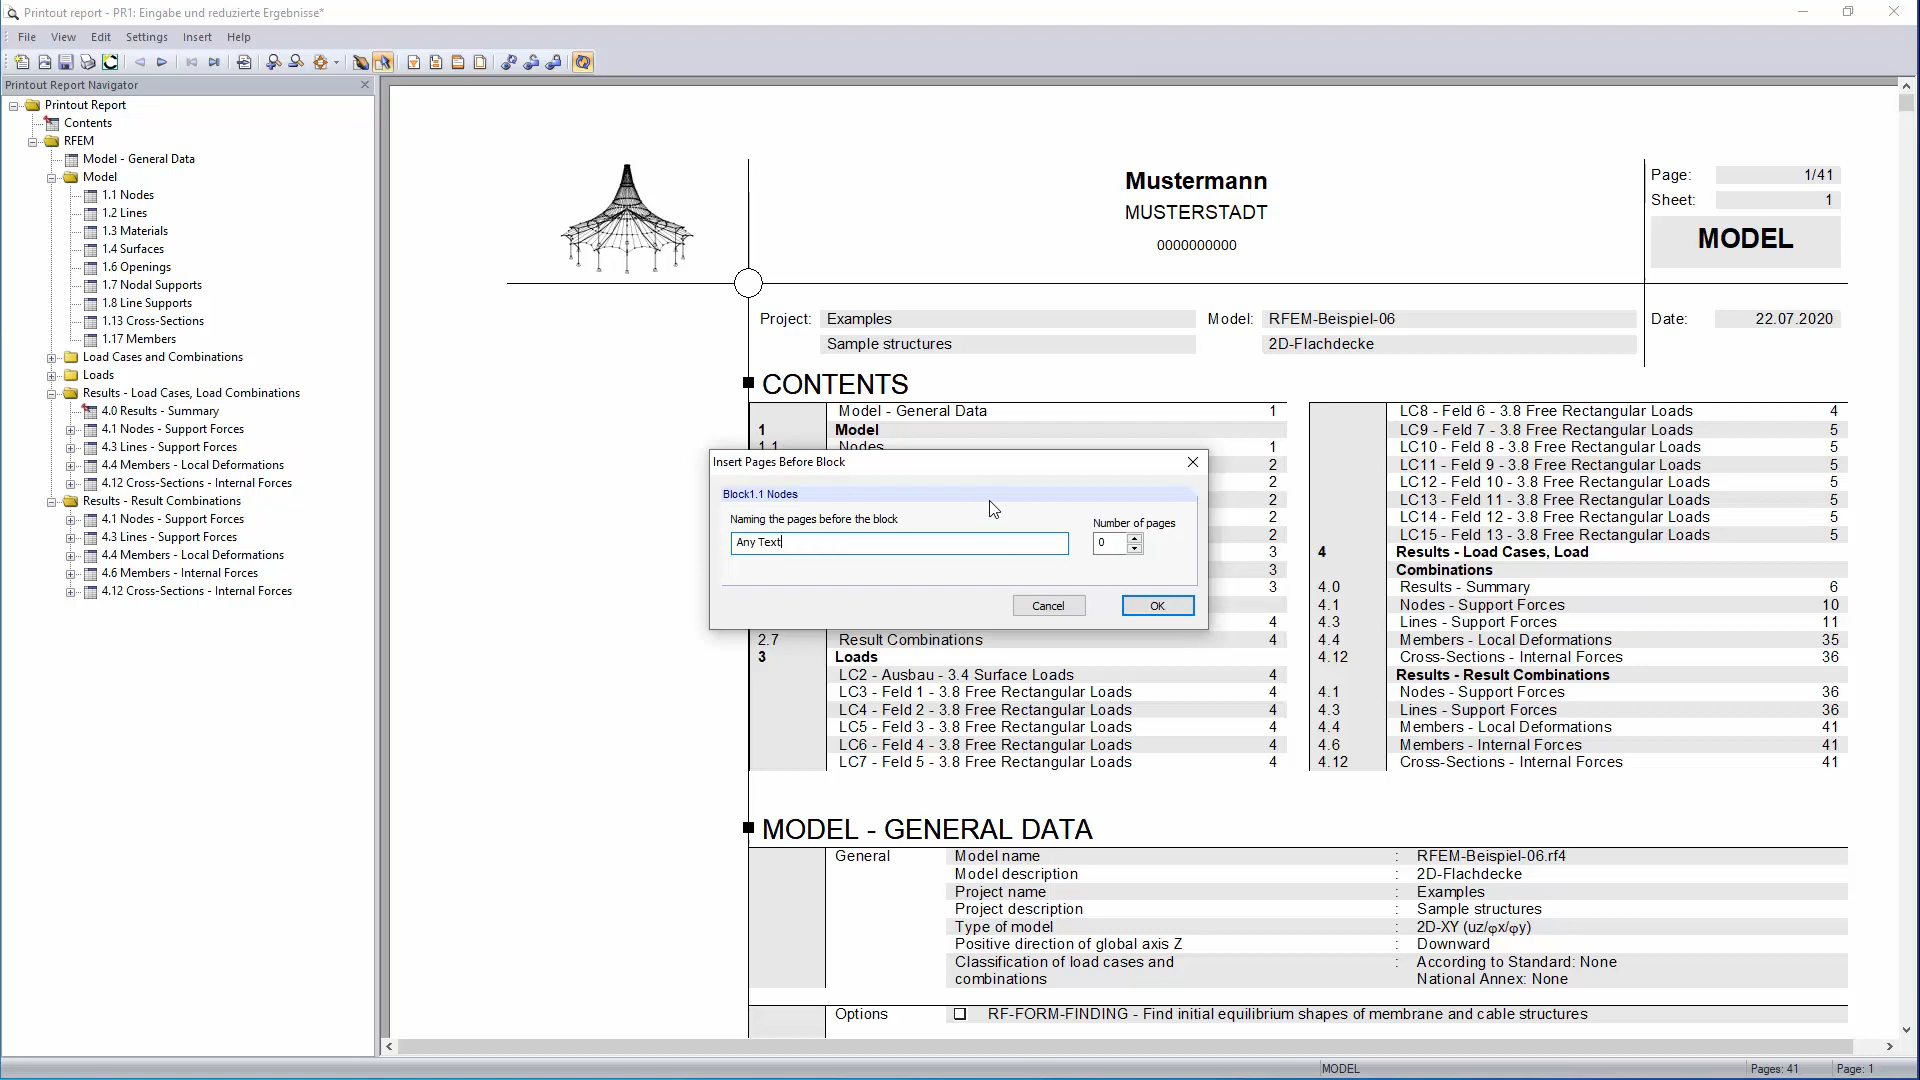 Printout report - PR1: Eingabe und reduzierte Ergebnisse*
File View Edit Settings Insert Help
Printout Report Navigator
Printout Report
Contents
RFEM
Model - General Data
Model
1.1 Nodes
1.2 Lines
1.3 Materials
1.4 Surfaces
1.6 Openings
1.7 Nodal Supports
1.8 Line Supports
1.13 Cross-Sections
1.17 Members
Load Cases and Combinations
Loads
Results - Load Cases, Load Combinations
4.0 Results - Summary
4.1 Nodes - Support Forces
4.3 Lines - Support Forces
4.4 Members - Local Deformations
4.12 Cross-Sections - Internal Forces
Results - Result Combinations
4.1 Nodes - Support Forces
4.3 Lines - Support Forces
4.4 Members - Local Deformations
4.6 Members - Internal Forces
4.12 Cross-Sections - Internal Forces
Mustermann
MUSTERSTADT
0000000000
Page: 1/41
Sheet: 1
MODEL
Project: Examples Model: RFEM-Beispiel-06 Date: 22.07.2020
Sample structures 2D-Flachdecke
CONTENTS
Model - General Data 1
1 Model
1.1 Nodes 1
2
2
2
2
2
3
3
3
4
2.7 Result Combinations 4
3 Loads
LC2 - Ausbau - 3.4 Surface Loads 4
LC3 - Feld 1 - 3.8 Free Rectangular Loads 4
LC4 - Feld 2 - 3.8 Free Rectangular Loads 4
LC5 - Feld 3 - 3.8 Free Rectangular Loads 4
LC6 - Feld 4 - 3.8 Free Rectangular Loads 4
LC7 - Feld 5 - 3.8 Free Rectangular Loads 4
LC8 - Feld 6 - 3.8 Free Rectangular Loads 4
LC9 - Feld 7 - 3.8 Free Rectangular Loads 5
LC10 - Feld 8 - 3.8 Free Rectangular Loads 5
LC11 - Feld 9 - 3.8 Free Rectangular Loads 5
LC12 - Feld 10 - 3.8 Free Rectangular Loads 5
LC13 - Feld 11 - 3.8 Free Rectangular Loads 5
LC14 - Feld 12 - 3.8 Free Rectangular Loads 5
LC15 - Feld 13 - 3.8 Free Rectangular Loads 5
4 Results - Load Cases, Load
Combinations
4.0 Results - Summary 6
4.1 Nodes - Support Forces 10
4.3 Lines - Support Forces 11
4.4 Members - Local Deformations 35
4.12 Cross-Sections - Internal Forces 36
Results - Result Combinations
4.1 Nodes - Support Forces 36
4.3 Lines - Support Forces 36
4.4 Members - Local Deformations 41
4.6 Members - Internal Forces 41
4.12 Cross-Sections - Internal Forces 41
Insert Pages Before Block
Block1.1 Nodes
Naming the pages before the block Number of pages
Any Text 0
Cancel OK
MODEL - GENERAL DATA
General Model name : RFEM-Beispiel-06.rf4
Model description : 2D-Flachdecke
Project name : Examples
Project description : Sample structures
Type of model : 2D-XY (uz/φx/φy)
Positive direction of global axis Z : Downward
Classification of load cases and : According to Standard: None
combinations National Annex: None
Options RF-FORM-FINDING - Find initial equilibrium shapes of membrane and cable structures
MODEL Pages: 41 Page: 1